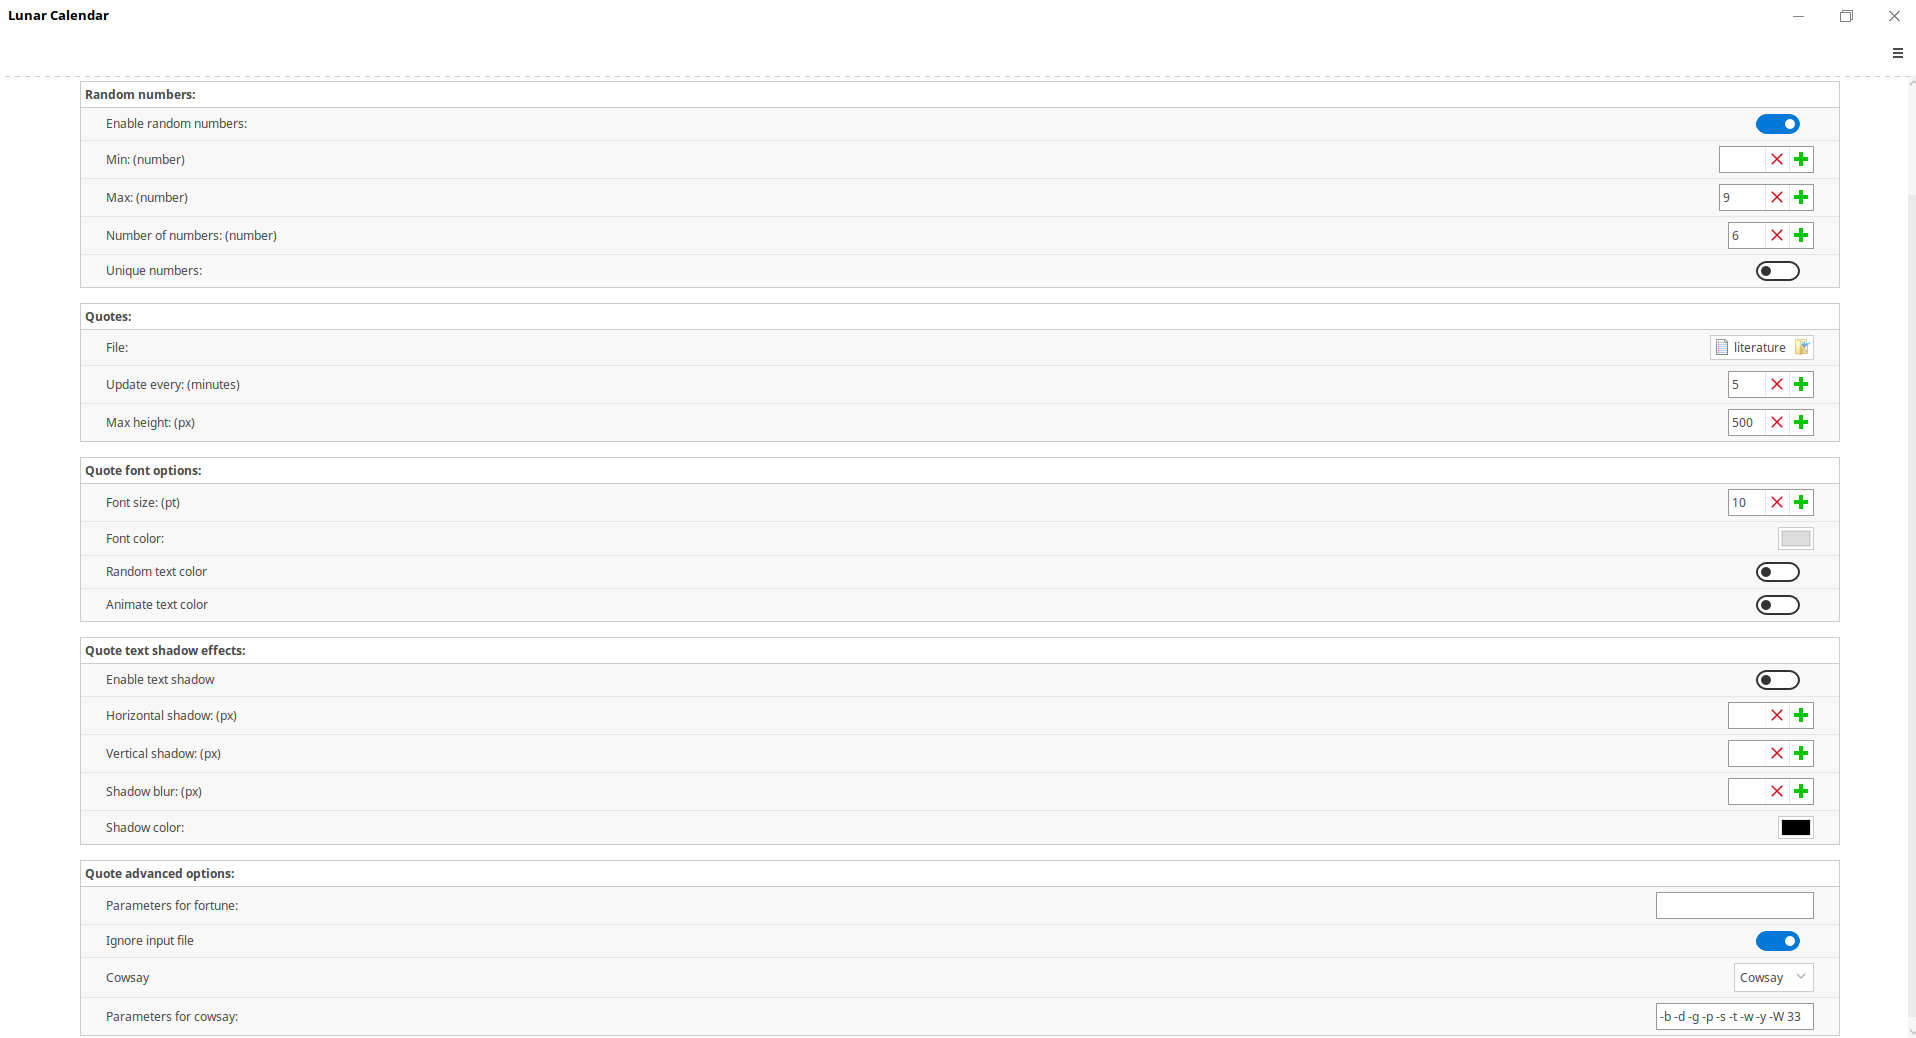 Lunar Calendar
Random numbers:
Enable random numbers:
Min: (number)
Max: (number) 9
Number of numbers: (number) 6
Unique numbers:
Quotes:
File: literature
Update every: (minutes) 5
Max height: (px) 500
Quote font options:
Font size: (pt) 10
Font color:
Random text color
Animate text color
Quote text shadow effects:
Enable text shadow
Horizontal shadow: (px)
Vertical shadow: (px)
Shadow blur: (px)
Shadow color:
Quote advanced options:
Parameters for fortune:
Ignore input file
Cowsay Cowsay
Parameters for cowsay: -b -d -g -p -s -t -w -y -W 33